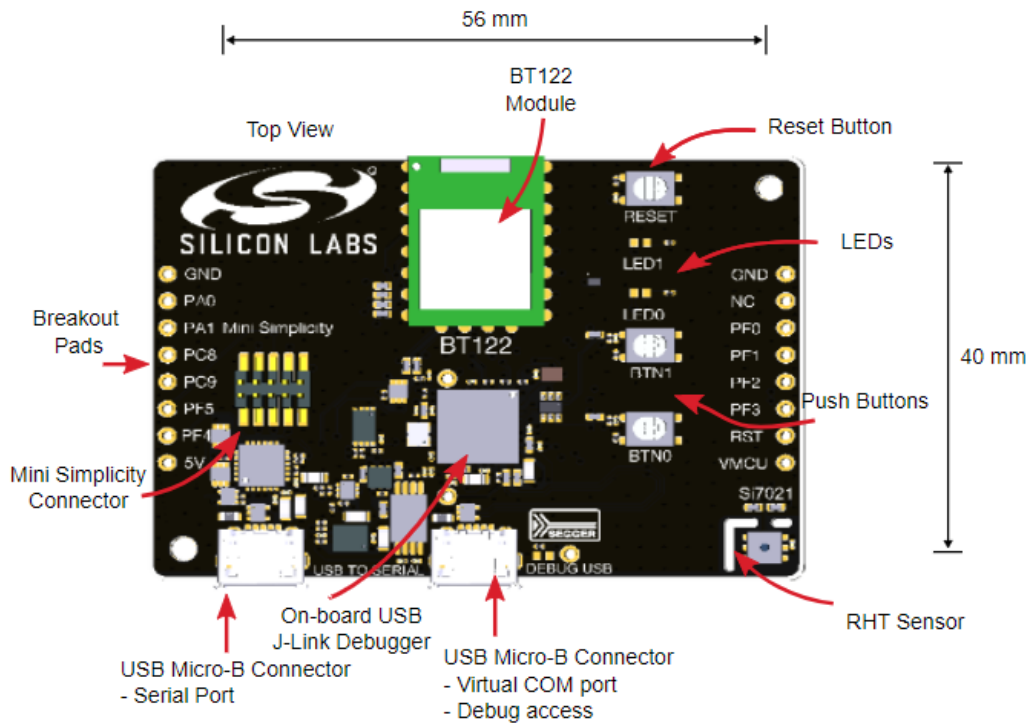 56 mm
BT122
Module
Reset Button
Top View
RESET
SILICON LABS
LEDs
LED1
GND
GND
PA0
NC
LED0
Breakout
Pads
PA1 Mini Simplicity
PF0
BT122
PC8
PF1
40 mm
BTN1
PC9
PF2
PF5
PF3
Push Buttons
PF4
RST
BTN0
5V
VMCU
Mini Simplicity
Connector
Si7021
SEGGER
USB TO SERIAL
DEBUG USB
On-board USB
J-Link Debugger
RHT Sensor
USB Micro-B Connector
- Serial Port
USB Micro-B Connector
- Virtual COM port
- Debug access